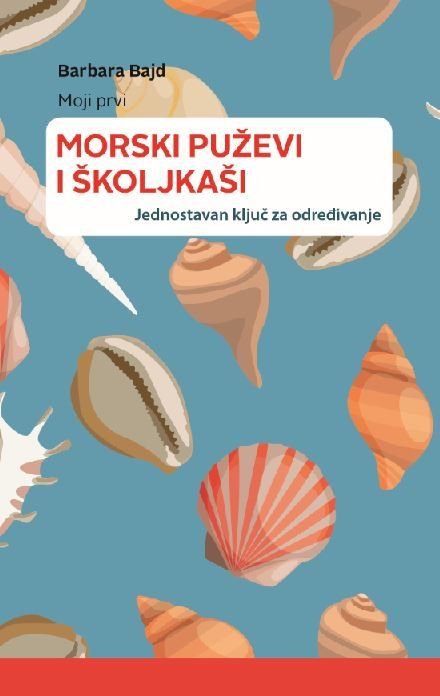 Barbara Bajd
Moji prvi
MORSKI PUŽEVI
I ŠKOLJKAŠI
Jednostavan ključ za određivanje